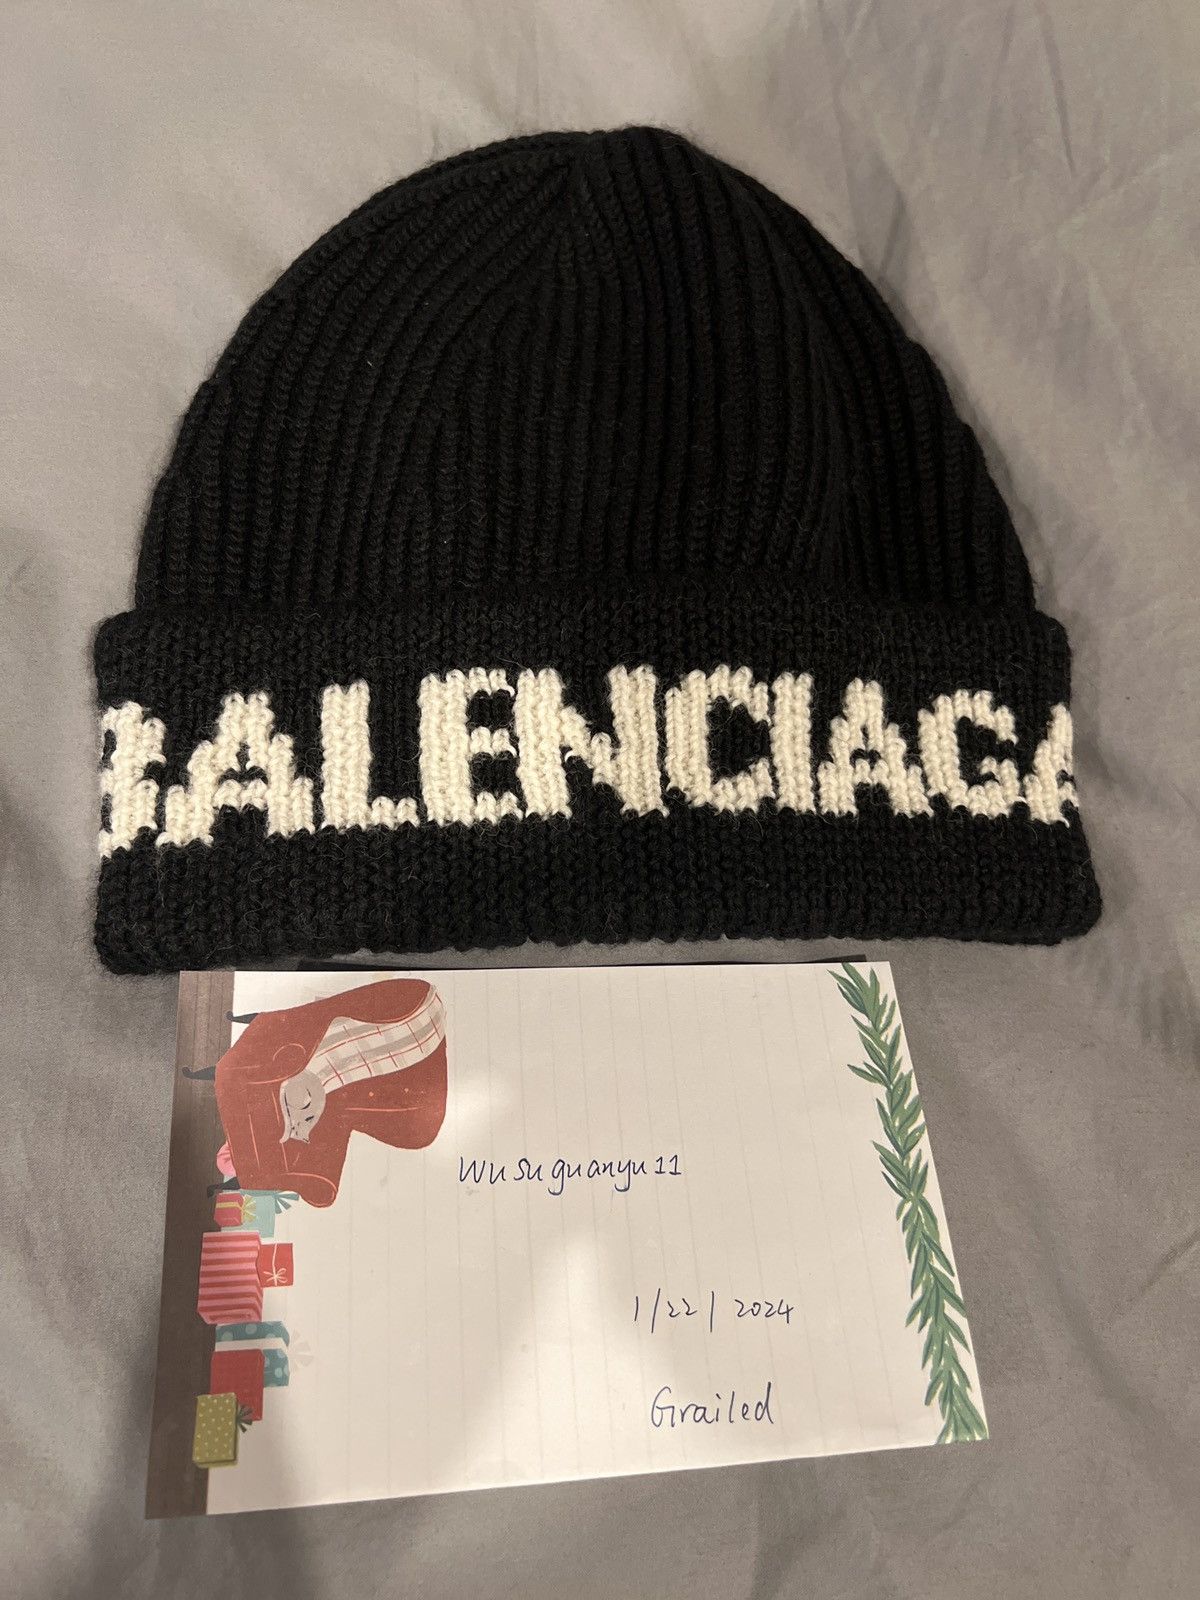 BALENCIAGA
wusuguanyu11
1/22/2024
Grailed